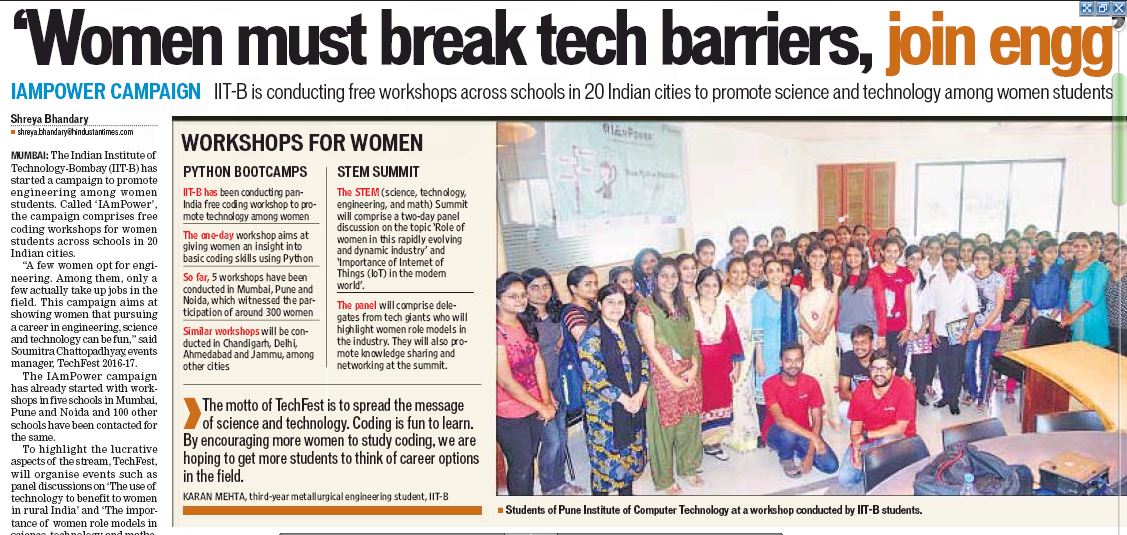 ‘Women must break tech barriers, join engg’
IAMPOWER CAMPAIGN IIT-B is conducting free workshops across schools in 20 Indian cities to promote science and technology among women students
Shreya Bhandary
shreya.bhandary@hindustantimes.com
MUMBAI: The Indian Institute of
Technology-Bombay (IIT-B) has
started a campaign to promote
engineering among women
students. Called ‘IAmPower’,
the campaign comprises free
coding workshops for women
students across schools in 20
Indian cities.
“A few women opt for engi-
neering. Among them, only a
few actually take up jobs in the
field. This campaign aims at
showing women that pursuing
a career in engineering, science
and technology can be fun,” said
Soumitra Chattopadhyay, events
manager, TechFest 2016-17.
The IAmPower campaign
has already started with work-
shops in five schools in Mumbai,
Pune and Noida and 100 other
schools have been contacted for
the same.
To highlight the lucrative
aspects of the stream, TechFest,
will organise events such as
panel discussions on ‘The use of
technology to benefit to women
in rural India’ and ‘The impor-
tance of women role models in
science, technology and mathe-
WORKSHOPS FOR WOMEN
PYTHON BOOTCAMPS
IIT-B has been conducting pan-
India free coding workshop to pro-
mote technology among women
The one-day workshop aims at
giving women an insight into
basic coding skills using Python
So far, 5 workshops have been
conducted in Mumbai, Pune and
Noida, which witnessed the par-
ticipation of around 300 women
Similar workshops will be con-
ducted in Chandigarh, Delhi,
Ahmedabad and Jammu, among
other cities
STEM SUMMIT
The STEM (science, technology,
engineering, and math) Summit
will comprise a two-day panel
discussion on the topic ‘Role of
women in this rapidly evolving
and dynamic industry’ and
‘Importance of Internet of
Things (IoT) in the modern
world’.
The panel will comprise dele-
gates from tech giants who will
highlight women role models in
the industry. They will also pro-
mote knowledge sharing and
networking at the summit.
The motto of TechFest is to spread the message
of science and technology. Coding is fun to learn.
By encouraging more women to study coding, we are
hoping to get more students to think of career options
in the field.
KARAN MEHTA, third-year metallurgical engineering student, IIT-B
IAmPower
Students of Pune Institute of Computer Technology at a workshop conducted by IIT-B students.